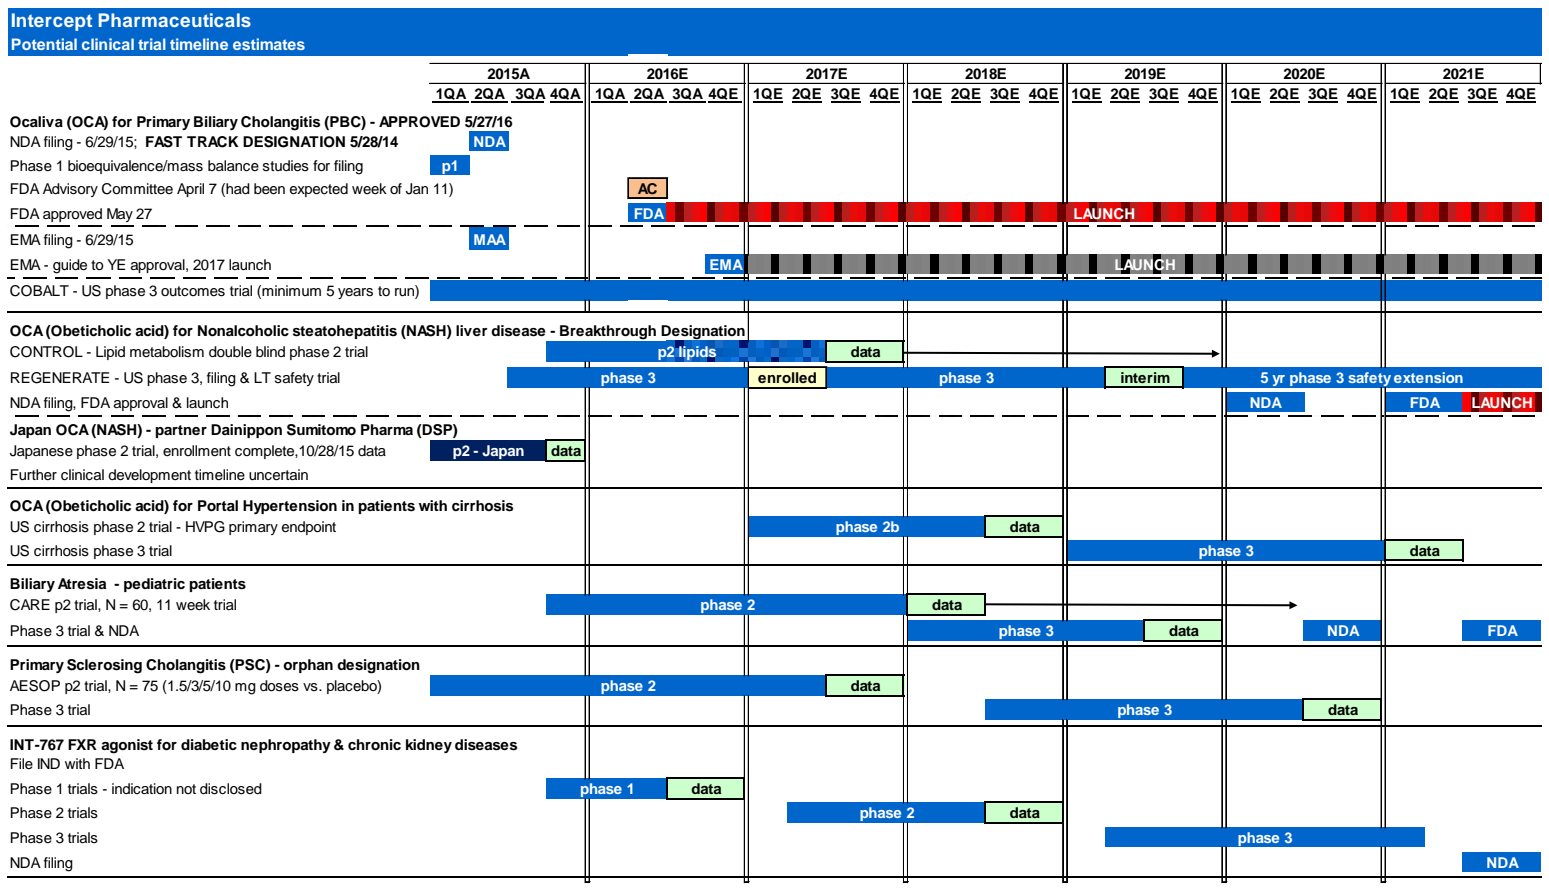 Intercept Pharmaceuticals
Potential clinical trial timeline estimates
2015A 2016E 2017E 2018E 2019E 2020E 2021E
1QA 2QA 3QA 4QA 1QA 2QA 3QA 4QE 1QE 2QE 3QE 4QE 1QE 2QE 3QE 4QE 1QE 2QE 3QE 4QE 1QE 2QE 3QE 4QE 1QE 2QE 3QE 4QE
Ocaliva (OCA) for Primary Biliary Cholangitis (PBC) - APPROVED 5/27/16
NDA filing - 6/29/15; FAST TRACK DESIGNATION 5/28/14 NDA
Phase 1 bioequivalence/mass balance studies for filing p1
FDA Advisory Committee April 7 (had been expected week of Jan 11) AC
FDA approved May 27 FDA LAUNCH
EMA filing - 6/29/15 MAA
EMA - guide to YE approval, 2017 launch EMA LAUNCH
COBALT - US phase 3 outcomes trial (minimum 5 years to run)
OCA (Obeticholic acid) for Nonalcoholic steatohepatitis (NASH) liver disease - Breakthrough Designation
CONTROL - Lipid metabolism double blind phase 2 trial p2 lipids data
REGENERATE - US phase 3, filing & LT safety trial phase 3 enrolled phase 3 interim 5 yr phase 3 safety extension
NDA filing, FDA approval & launch NDA FDA LAUNCH
Japan OCA (NASH) - partner Dainippon Sumitomo Pharma (DSP)
Japanese phase 2 trial, enrollment complete,10/28/15 data p2 - Japan data
Further clinical development timeline uncertain
OCA (Obeticholic acid) for Portal Hypertension in patients with cirrhosis
US cirrhosis phase 2 trial - HVPG primary endpoint phase 2b data
US cirrhosis phase 3 trial phase 3 data
Biliary Atresia - pediatric patients
CARE p2 trial, N = 60, 11 week trial phase 2 data
Phase 3 trial & NDA phase 3 data NDA FDA
Primary Sclerosing Cholangitis (PSC) - orphan designation
AESOP p2 trial, N = 75 (1.5/3/5/10 mg doses vs. placebo) phase 2 data
Phase 3 trial phase 3 data
INT-767 FXR agonist for diabetic nephropathy & chronic kidney diseases
File IND with FDA
Phase 1 trials - indication not disclosed phase 1 data
Phase 2 trials phase 2 data
Phase 3 trials phase 3
NDA filing NDA